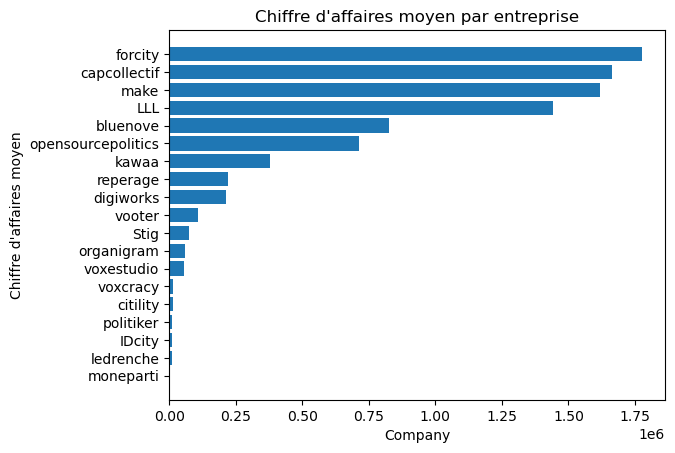 Chiffre d'affaires moyen par entreprise
Chiffre d'affaires moyen
forcity
capcollectif
make
LLL
bluenove
opensourcepolitics
kawaa
reperage
digiworks
vooter
Stig
organigram
voxestudio
voxcracy
citility
politiker
IDcity
ledrenche
moneparti
0.00 0.25 0.50 0.75 1.00 1.25 1.50 1.75
1e6
Company